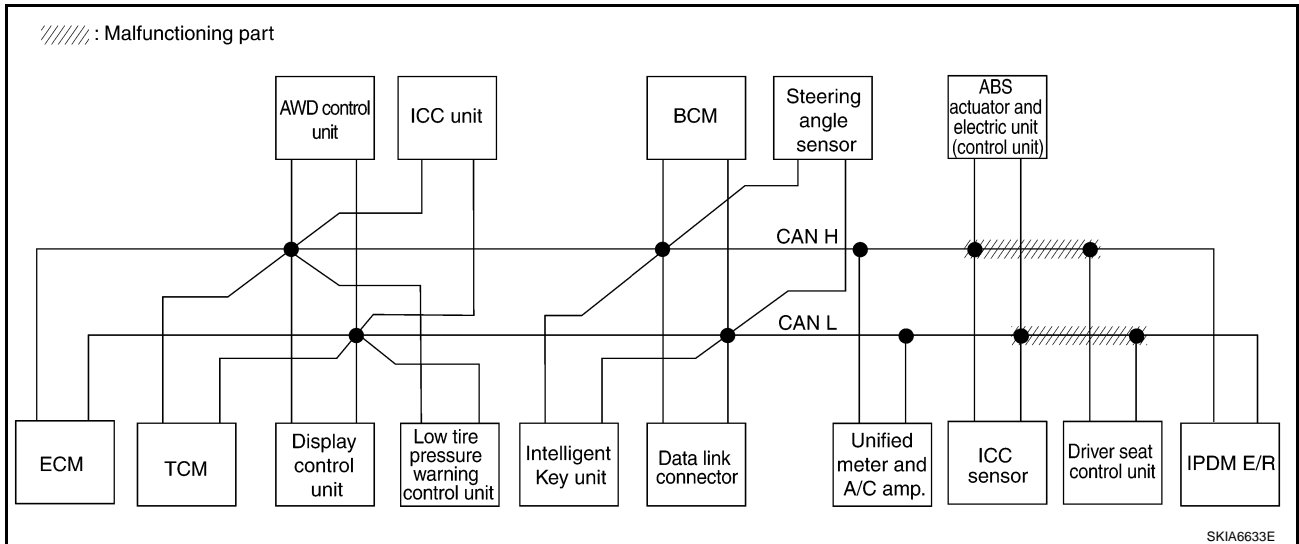 : Malfunctioning part
AWD control
unit
ICC unit
BCM
Steering
angle
sensor
ABS
actuator and
electric unit
(control unit)
CAN H
CAN L
ECM
TCM
Display
control
unit
Low tire
pressure
warning
control unit
Intelligent
Key unit
Data link
connector
Unified
meter and
A/C amp.
ICC
sensor
Driver seat
control unit
IPDM E/R
SKIA6633E